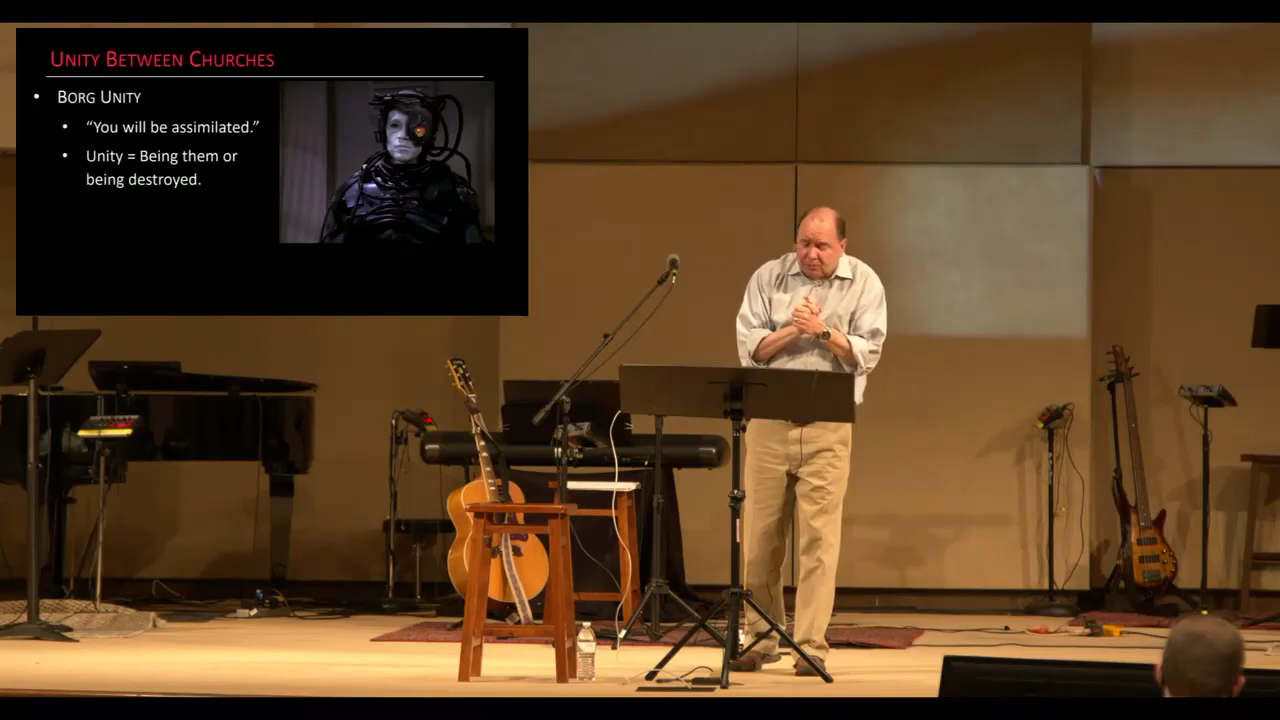 UNITY BETWEEN CHURCHES
• BORG UNITY
• “You will be assimilated.”
• Unity = Being them or
being destroyed.